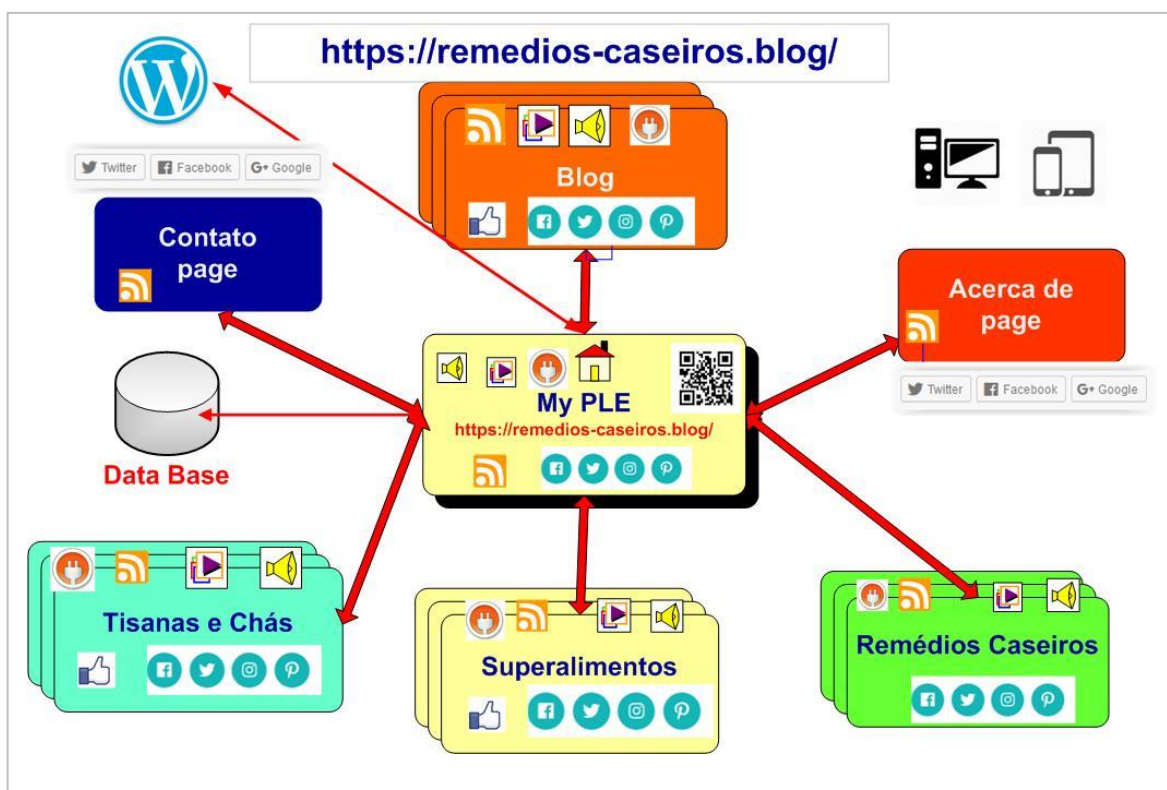 https://remedios-caseiros.blog/
Twitter
Facebook
G+ Google
Blog
Contato
page
Acerca de
page
Twitter
Facebook
G+ Google
My PLE
https://remedios-caseiros.blog/
Data Base
Tisanas e Chás
Superalimentos
Remédios Caseiros